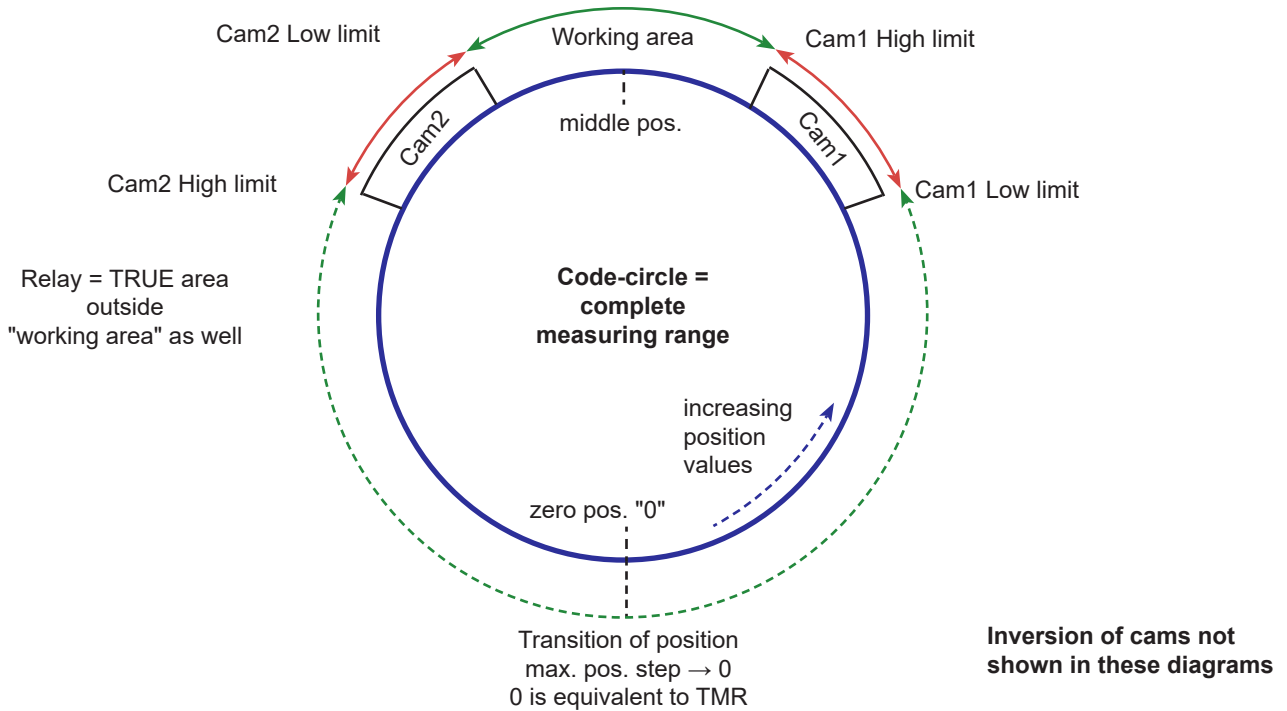 Cam2 Low limit
Working area
Cam1 High limit
middle pos.
Cam2
Cam1
Cam2 High limit
Cam1 Low limit
Relay = TRUE area
outside
"working area" as well
Code-circle =
complete
measuring range
increasing
position
values
zero pos. "0"
Transition of position
max. pos. step → 0
0 is equivalent to TMR
Inversion of cams not
shown in these diagrams